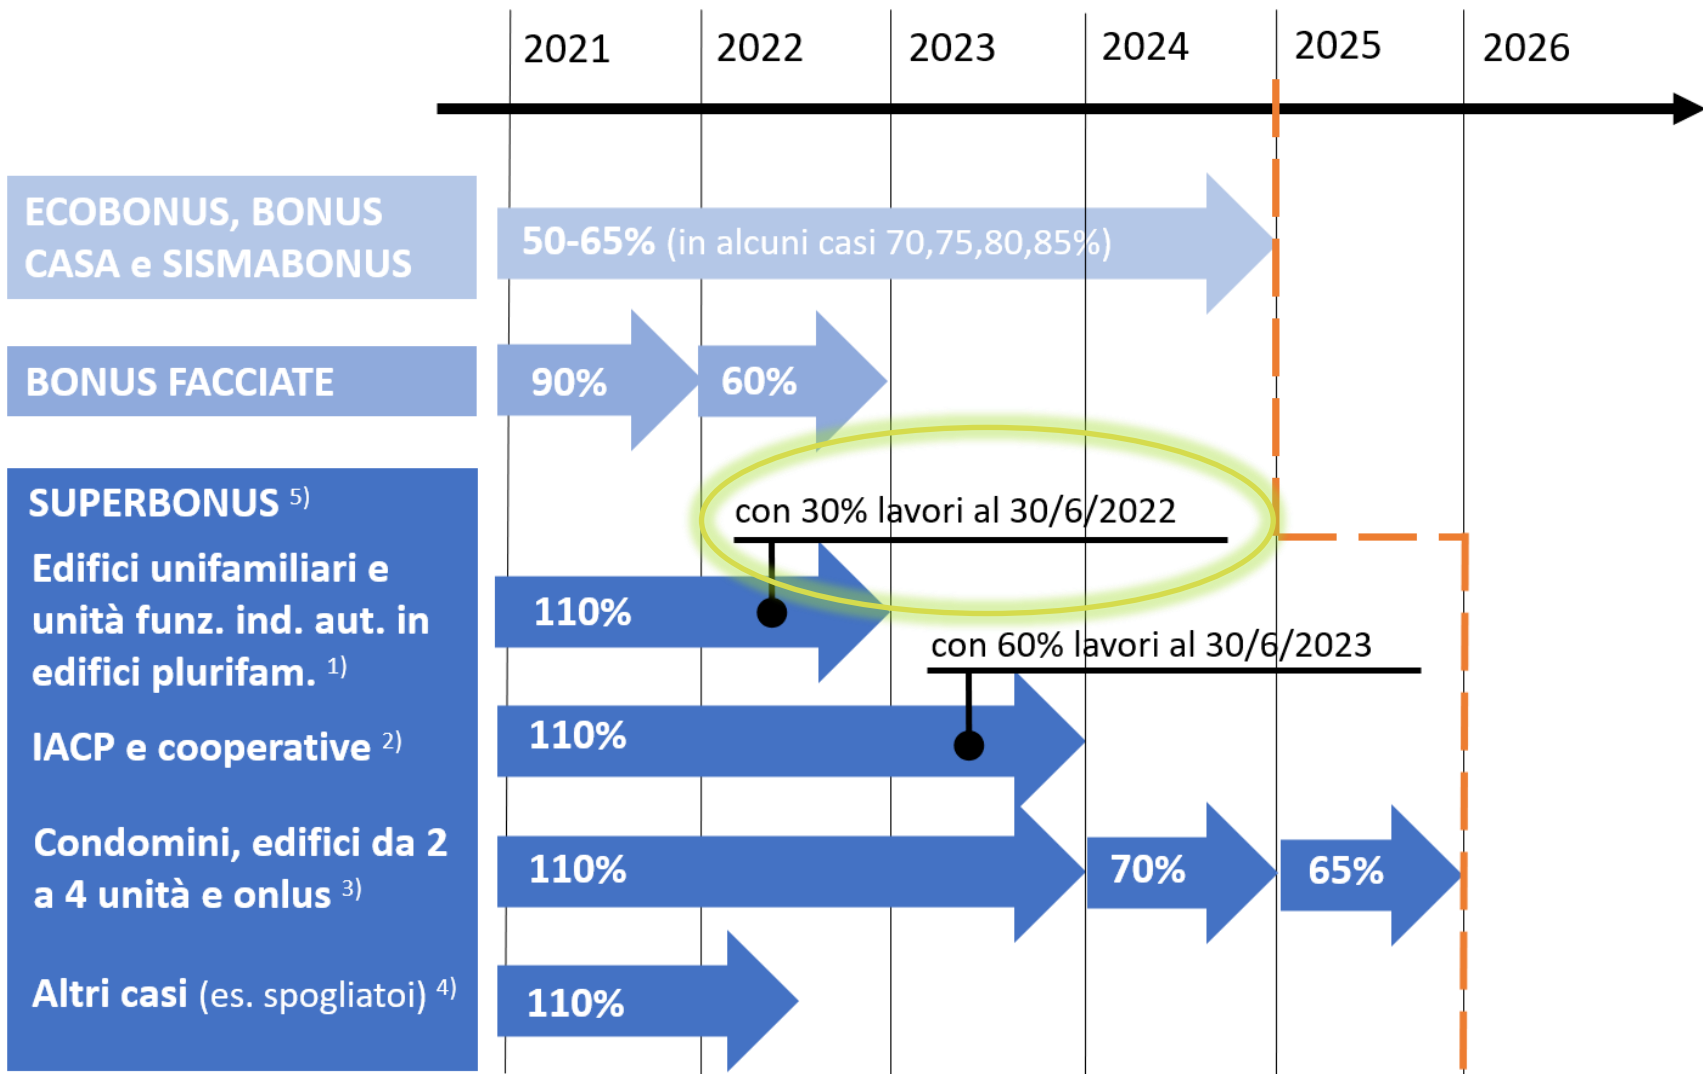 2021 2022 2023 2024 2025 2026
ECOBONUS, BONUS
CASA e SISMABONUS
50-65% (in alcuni casi 70,75,80,85%)
BONUS FACCIATE
90%
60%
SUPERBONUS 5)
con 30% lavori al 30/6/2022
Edifici unifamiliari e
unità funz. ind. aut. in
edifici plurifam. 1)
110%
con 60% lavori al 30/6/2023
IACP e cooperative 2)
110%
Condomini, edifici da 2
a 4 unità e onlus 3)
110%
70%
65%
Altri casi (es. spogliatoi) 4)
110%